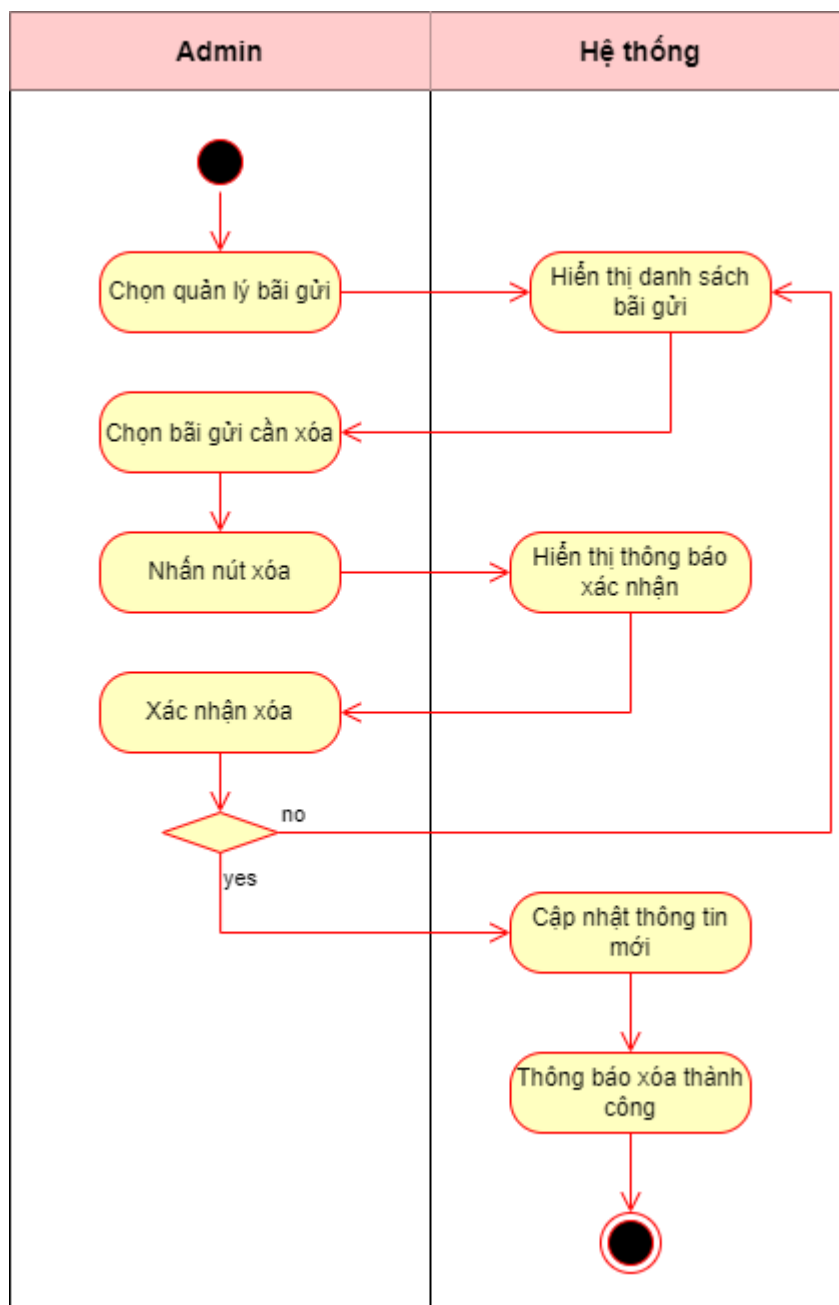 Admin
Hệ thống
Chọn quản lý bãi gửi
Hiển thị danh sách
bãi gửi
Chọn bãi gửi cần xóa
Nhấn nút xóa
Hiển thị thông báo
xác nhận
Xác nhận xóa
no
yes
Cập nhật thông tin
mới
Thông báo xóa thành
công